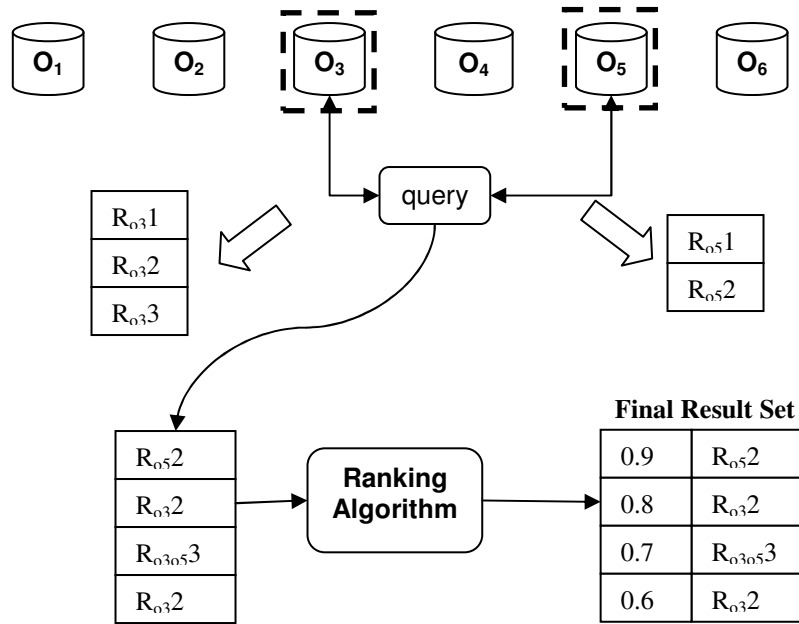 O₁ O₂ O₃ O₄ O₅ O₆
query
Rₒ₃1
Rₒ₃2
Rₒ₃3
Rₒ₅1
Rₒ₅2
Rₒ₅2
Rₒ₃2
Rₒ₃ₒ₅3
Rₒ₃2
Ranking
Algorithm
Final Result Set
0.9 Rₒ₅2
0.8 Rₒ₃2
0.7 Rₒ₃ₒ₅3
0.6 Rₒ₃2